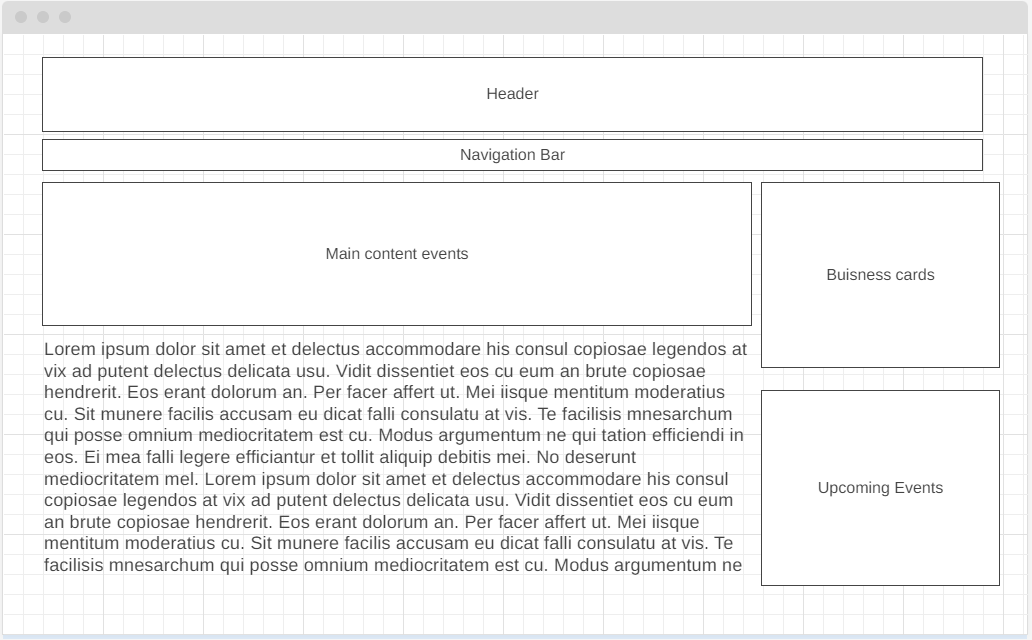 Header
Navigation Bar
Main content events
Buisness cards
Lorem ipsum dolor sit amet et delectus accommodare his consul copiosae legendos at
vix ad putent delectus delicata usu. Vidit dissentiet eos cu eum an brute copiosae
hendrerit. Eos erant dolorum an. Per facer affert ut. Mei iisque mentitum moderatius
cu. Sit munere facilis accusam eu dicat falli consulatu at vis. Te facilisis mnesarchum
qui posse omnium mediocritatem est cu. Modus argumentum ne qui tation efficiendi in
eos. Ei mea falli legere efficiantur et tollit aliquip debitis mei. No deserunt
mediocritatem mel. Lorem ipsum dolor sit amet et delectus accommodare his consul
copiosae legendos at vix ad putent delectus delicata usu. Vidit dissentiet eos cu eum
an brute copiosae hendrerit. Eos erant dolorum an. Per facer affert ut. Mei iisque
mentitum moderatius cu. Sit munere facilis accusam eu dicat falli consulatu at vis. Te
facilisis mnesarchum qui posse omnium mediocritatem est cu. Modus argumentum ne
Upcoming Events